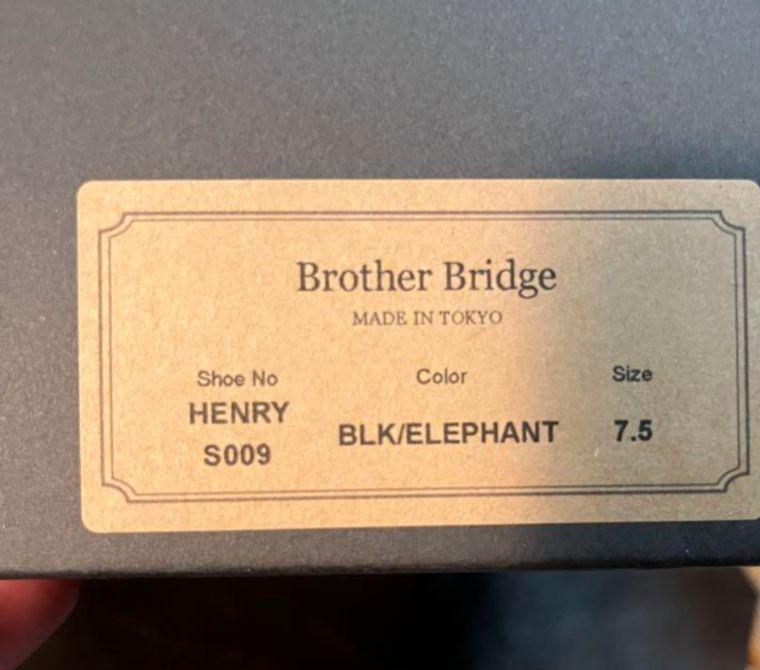 Brother Bridge
MADE IN TOKYO
Shoe No Color Size
HENRY
S009 BLK/ELEPHANT 7.5